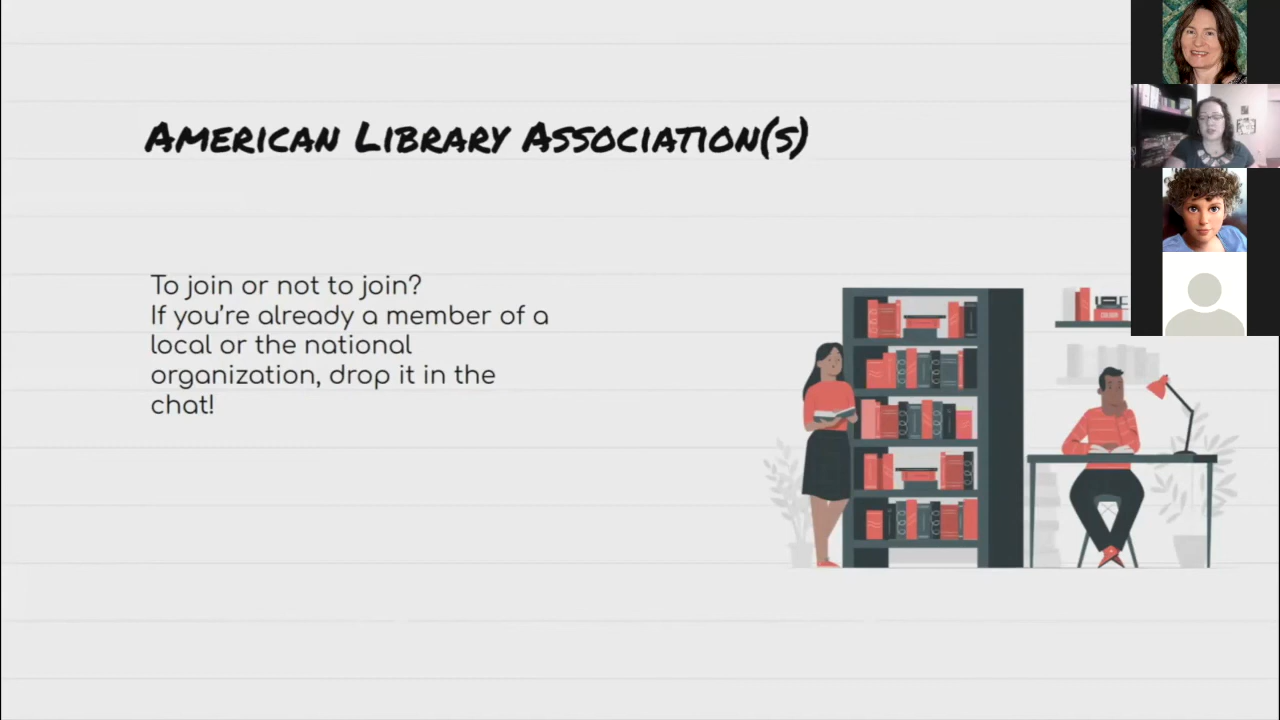 American Library Association(s)
To join or not to join?
If you're already a member of a
local or the national
organization, drop it in the
chat!